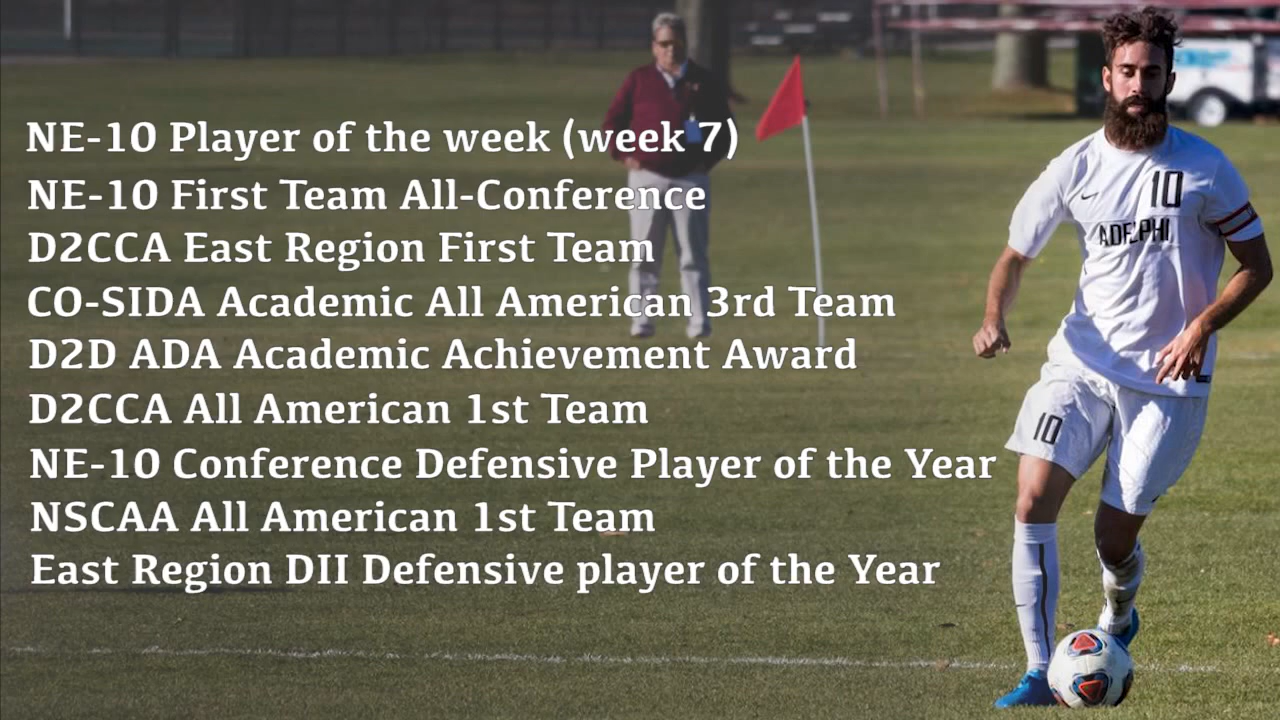 NE-10 Player of the week (week 7)
NE-10 First Team All-Conference
D2CCA East Region First Team
CO-SIDA Academic All American 3rd Team
D2D ADA Academic Achievement Award
D2CCA All American 1st Team
NE-10 Conference Defensive Player of the Year
NSCAA All American 1st Team
East Region DII Defensive player of the Year
10
ADELPHI
10